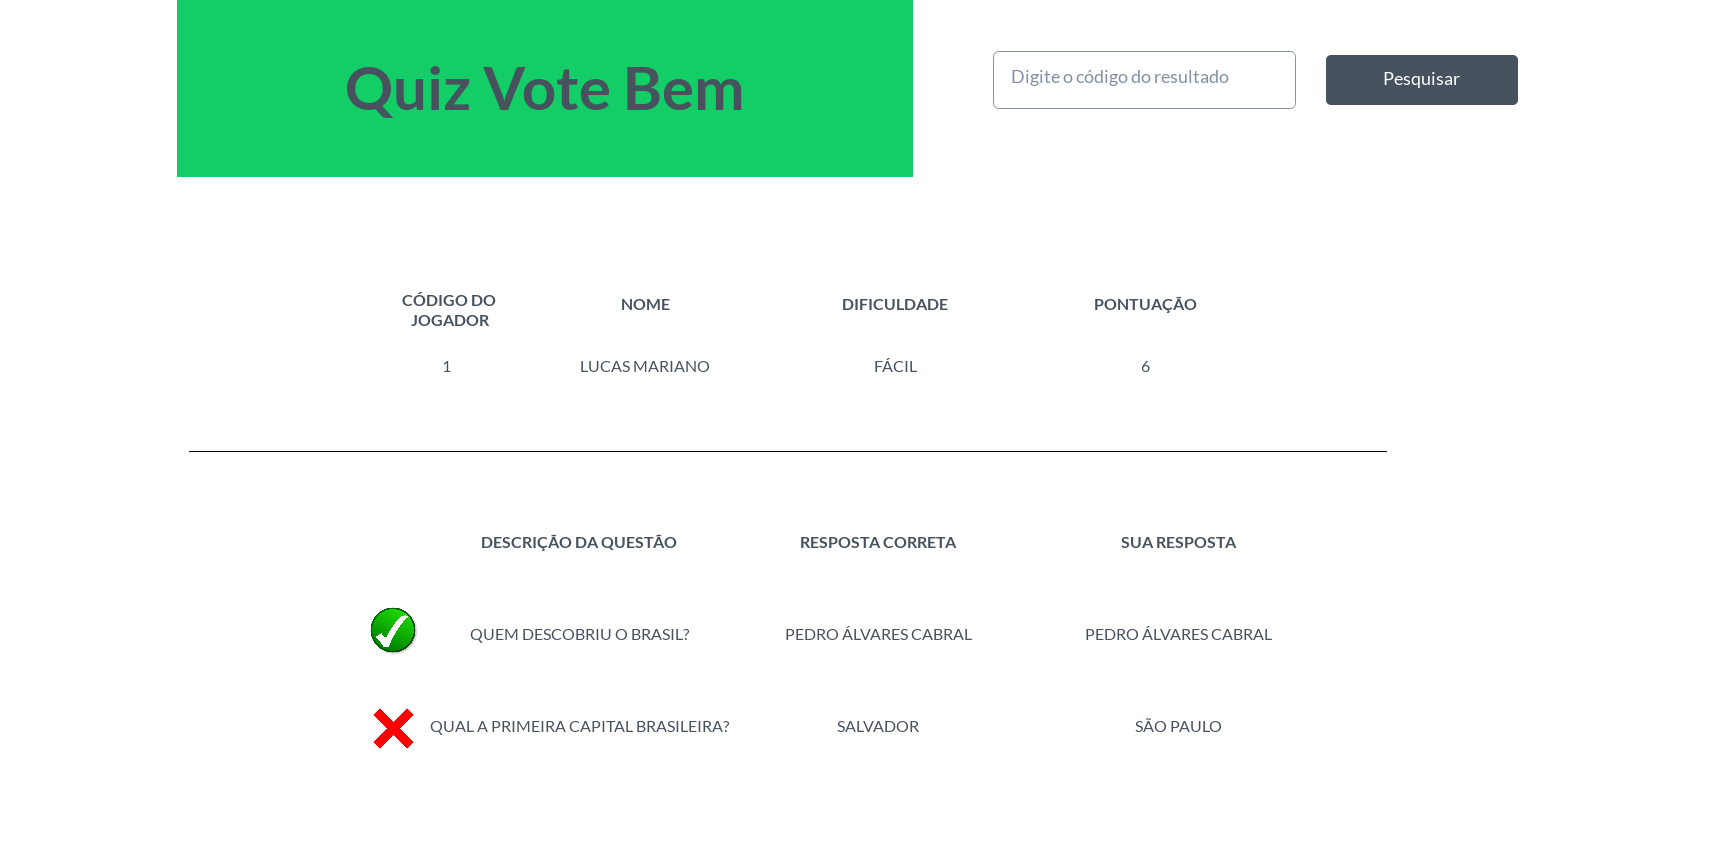 Quiz Vote Bem
Digite o código do resultado
Pesquisar
CÓDIGO DO
JOGADOR
NOME
DIFICULDADE
PONTUAÇÃO
1
LUCAS MARIANO
FÁCIL
6
DESCRIÇÃO DA QUESTÃO
RESPOSTA CORRETA
SUA RESPOSTA
QUEM DESCOBRIU O BRASIL?
PEDRO ÁLVARES CABRAL
PEDRO ÁLVARES CABRAL
QUAL A PRIMEIRA CAPITAL BRASILEIRA?
SALVADOR
SÃO PAULO